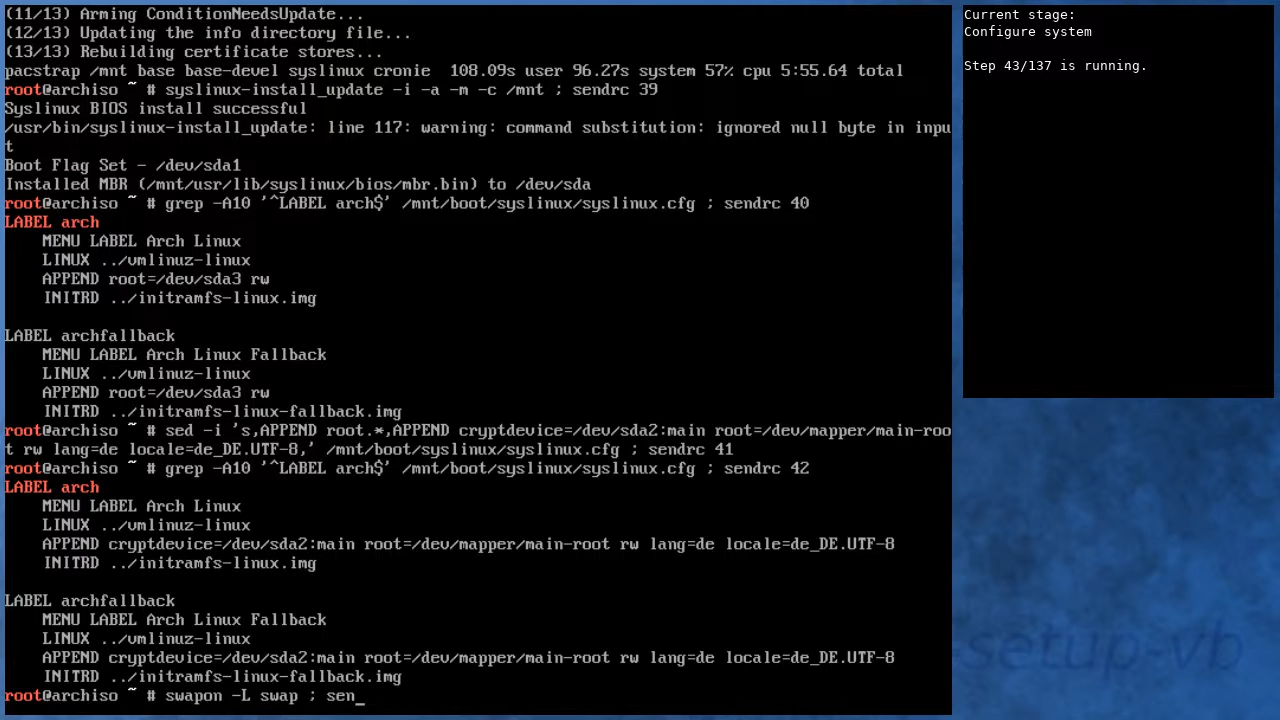 (11/13) Arming ConditionNeedsUpdate...
(12/13) Updating the info directory file...
(13/13) Rebuilding certificate stores...
pacstrap /mnt base base-devel syslinux cronie  108.09s user 96.27s system 57% cpu 5:55.64 total
root@archiso ~ # syslinux-install_update -i -a -m -c /mnt ; sendrc 39
Syslinux BIOS install successful
/usr/bin/syslinux-install_update: line 117: warning: command substitution: ignored null byte in inpu
t
Boot Flag Set - /dev/sda1
Installed MBR (/mnt/usr/lib/syslinux/bios/mbr.bin) to /dev/sda
root@archiso ~ # grep -A10 '^LABEL arch$' /mnt/boot/syslinux/syslinux.cfg ; sendrc 40
LABEL arch
    MENU LABEL Arch Linux
    LINUX ../vmlinuz-linux
    APPEND root=/dev/sda3 rw
    INITRD ../initramfs-linux.img

LABEL archfallback
    MENU LABEL Arch Linux Fallback
    LINUX ../vmlinuz-linux
    APPEND root=/dev/sda3 rw
    INITRD ../initramfs-linux-fallback.img
root@archiso ~ # sed -i 's,APPEND root.*,APPEND cryptdevice=/dev/sda2:main root=/dev/mapper/main-roo
t rw lang=de locale=de_DE.UTF-8,' /mnt/boot/syslinux/syslinux.cfg ; sendrc 41
root@archiso ~ # grep -A10 '^LABEL arch$' /mnt/boot/syslinux/syslinux.cfg ; sendrc 42
LABEL arch
    MENU LABEL Arch Linux
    LINUX ../vmlinuz-linux
    APPEND cryptdevice=/dev/sda2:main root=/dev/mapper/main-root rw lang=de locale=de_DE.UTF-8
    INITRD ../initramfs-linux.img

LABEL archfallback
    MENU LABEL Arch Linux Fallback
    LINUX ../vmlinuz-linux
    APPEND cryptdevice=/dev/sda2:main root=/dev/mapper/main-root rw lang=de locale=de_DE.UTF-8
    INITRD ../initramfs-linux-fallback.img
root@archiso ~ # swapon -L swap ; sen_
Current stage:
Configure system

Step 43/137 is running.
-setup-vb